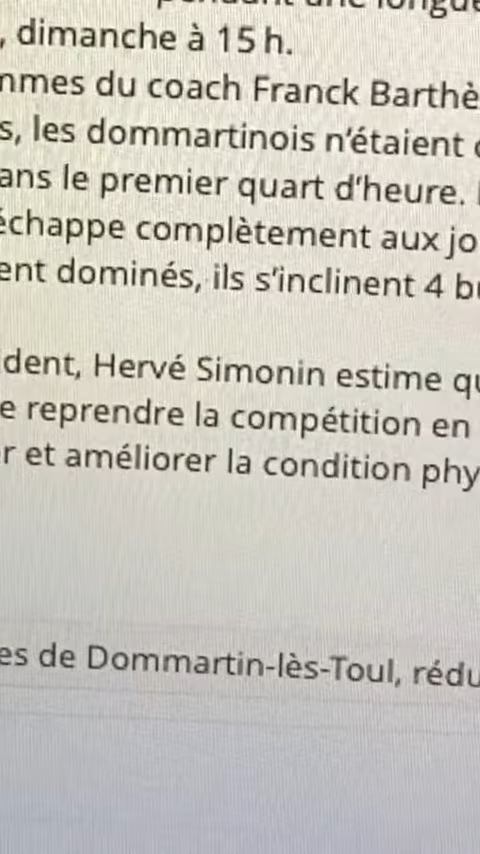 , dimanche à 15 h.
mmes du coach Franck Barthè
s, les dommartinois n'étaient
ans le premier quart d'heure.
échappe complètement aux jo
ent dominés, ils s'inclinent 4 bu
dent, Hervé Simonin estime qu
e reprendre la compétition en
r et améliorer la condition phy
es de Dommartin-lès-Toul, rédu